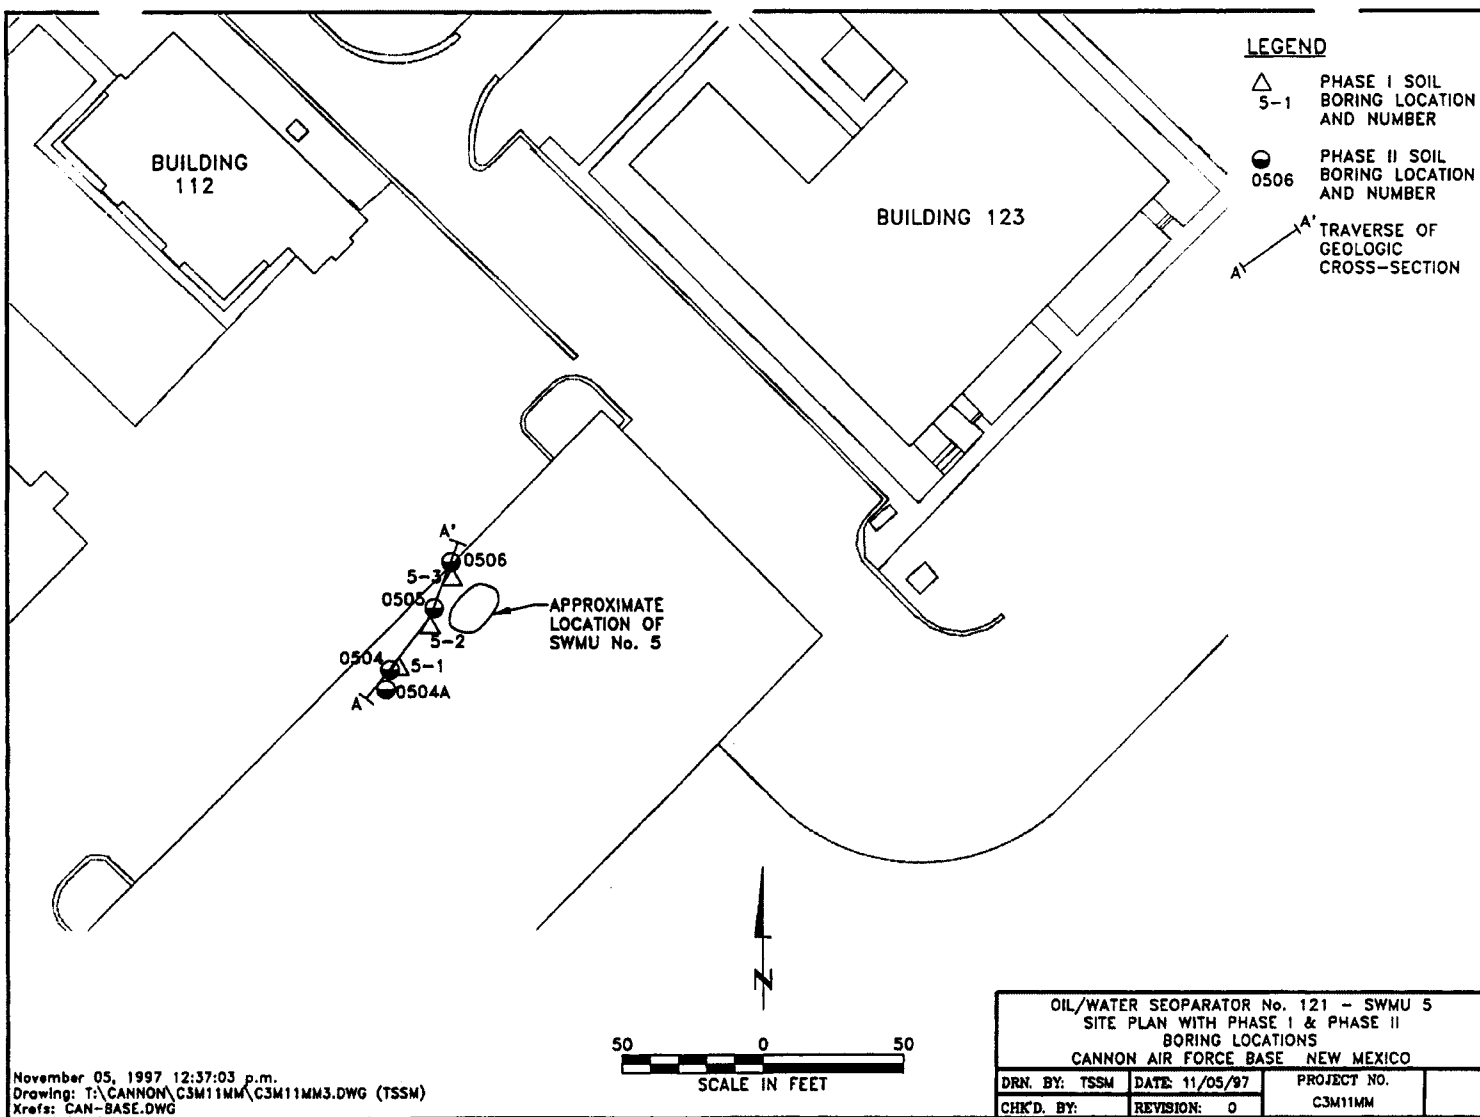 LEGEND
5-1
PHASE I SOIL
BORING LOCATION
AND NUMBER
0506
PHASE II SOIL
BORING LOCATION
AND NUMBER
A'
A
TRAVERSE OF
GEOLOGIC
CROSS-SECTION
BUILDING
112
BUILDING 123
A'
0506
5-3
0505
5-2
0504
5-1
0504A
A
APPROXIMATE
LOCATION OF
SWMU No. 5
N
50 0 50
SCALE IN FEET
November 05, 1997 12:37:03 p.m.
Drawing: T:\CANNON\C3M11MM\C3M11MM3.DWG (TSSM)
Xrefs: CAN-BASE.DWG
OIL/WATER SEOPARATOR No. 121 - SWMU 5
SITE PLAN WITH PHASE I & PHASE II
BORING LOCATIONS
CANNON AIR FORCE BASE NEW MEXICO
DRN. BY: TSSM DATE: 11/05/97 PROJECT NO.
CHK'D. BY: REVISION: 0 C3M11MM